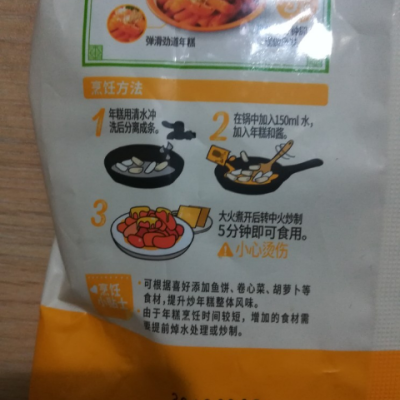 弹滑劲道年糕
烹饪方法
1 年糕用清水冲
洗后分离成条。
2 在锅中加入150ml 水,
加入年糕和酱。
3 大火煮开后转中火炒制
5分钟即可食用。
小心烫伤
烹饪
小贴士
·可根据喜好添加鱼饼、卷心菜、胡萝卜等
食材,提升炒年糕整体风味。
·由于年糕烹饪时间较短,增加的食材需
要提前焯水处理或炒制。